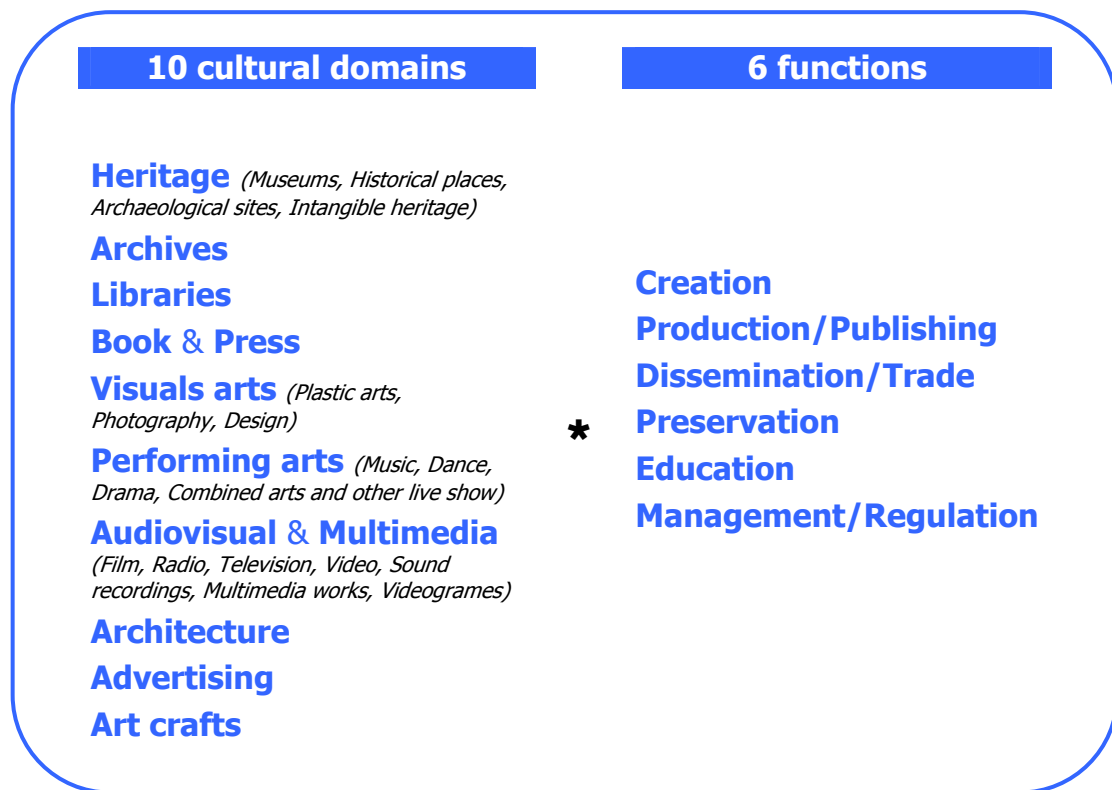 10 cultural domains
Heritage (Museums, Historical places,
Archaeological sites, Intangible heritage)
Archives
Libraries
Book & Press
Visuals arts (Plastic arts,
Photography, Design)
Performing arts (Music, Dance,
Drama, Combined arts and other live show)
Audiovisual & Multimedia
(Film, Radio, Television, Video, Sound
recordings, Multimedia works, Videogrames)
Architecture
Advertising
Art crafts
*
6 functions
Creation
Production/Publishing
Dissemination/Trade
Preservation
Education
Management/Regulation